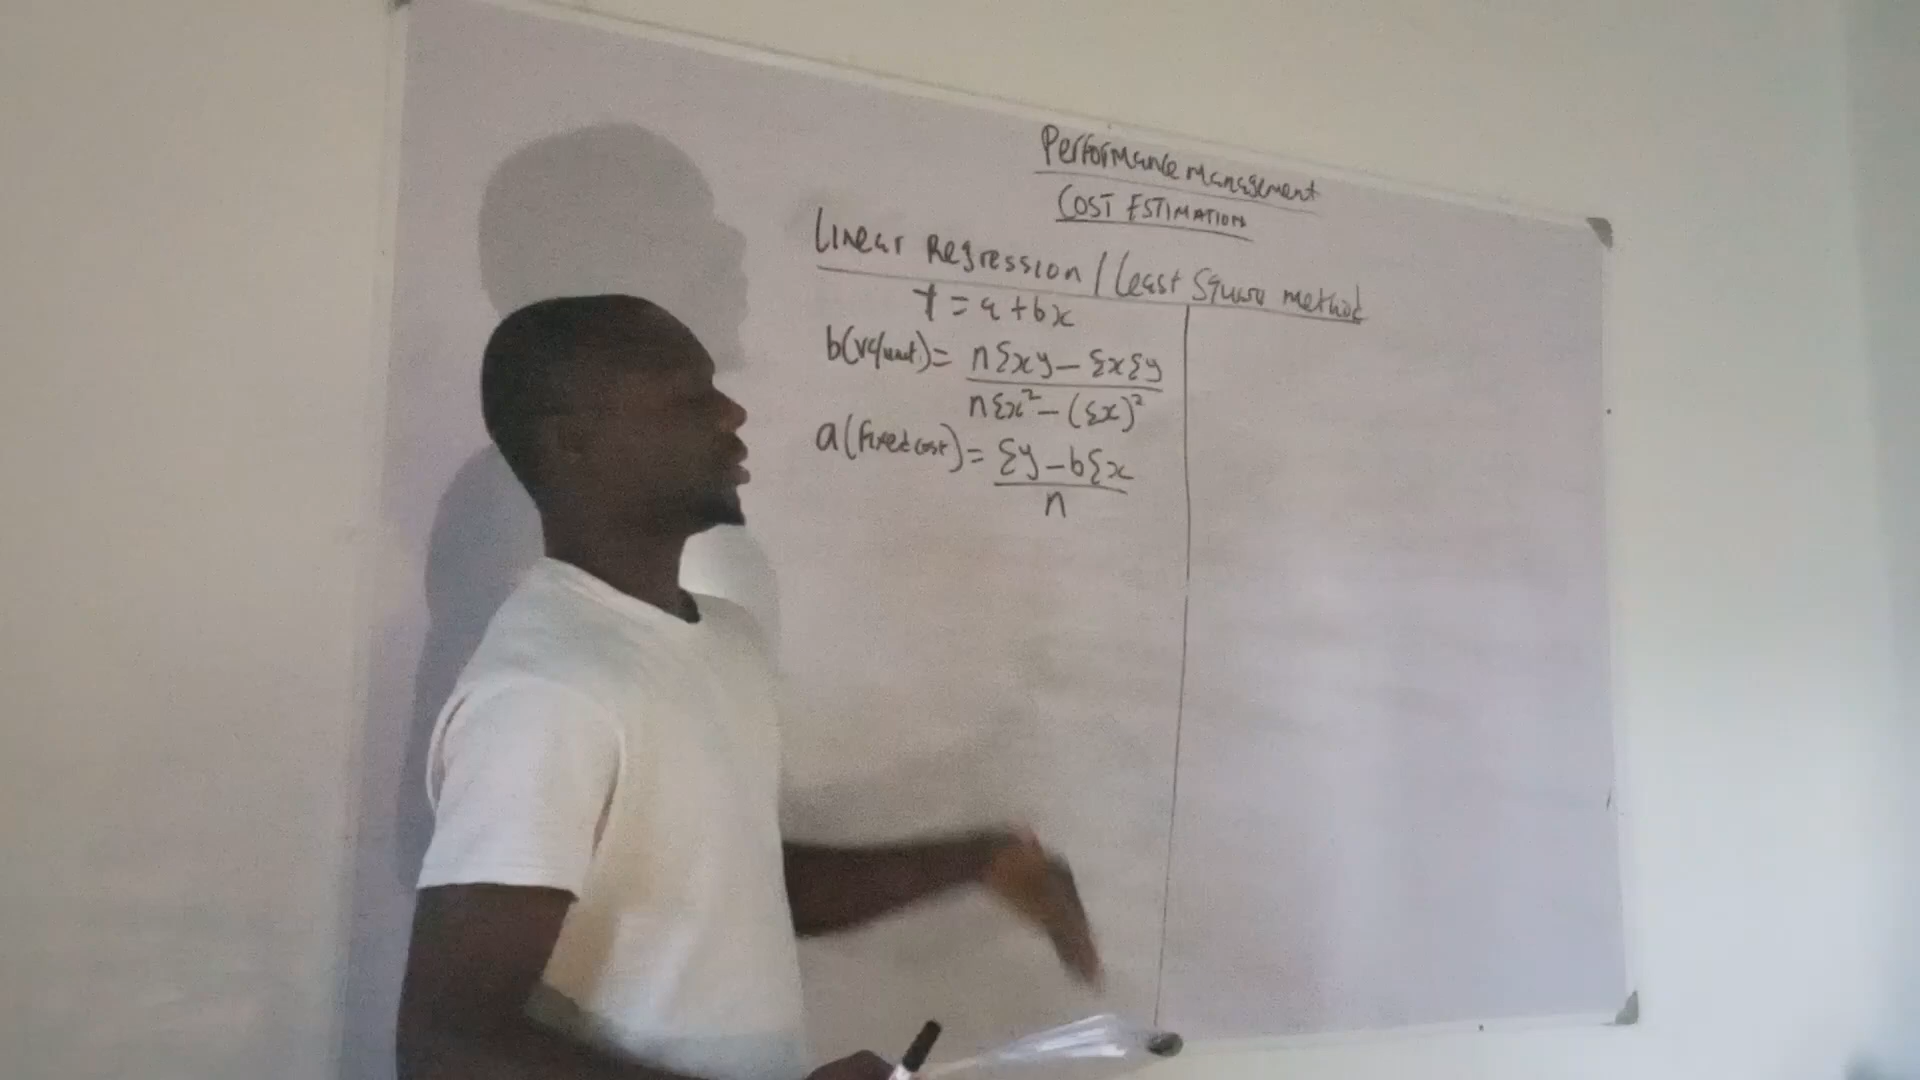 Performance management
COST ESTIMATION
Linear Regression / Least Square method
Y = a + bx
b(vc/unit) = nΣxy - ΣxΣy
nΣx² - (Σx)²
a(fixed cost) = Σy - bΣx
n